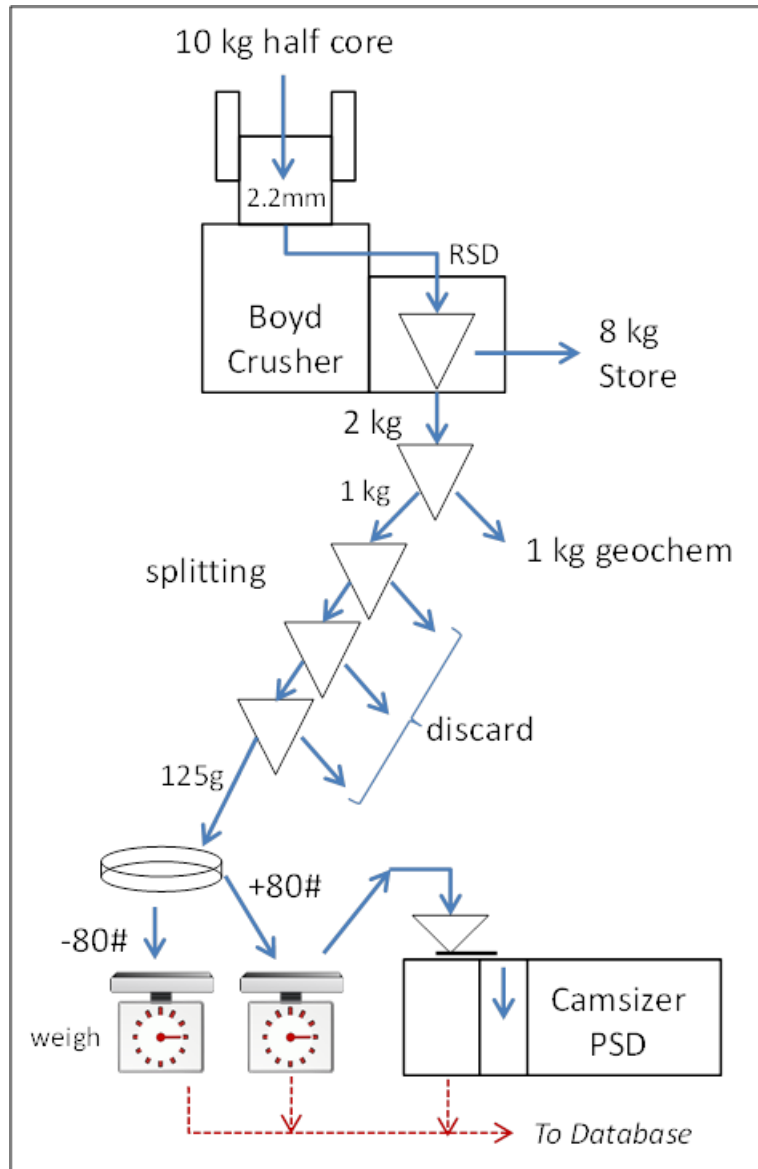 10 kg half core
2.2mm
RSD
Boyd
Crusher
8 kg
Store
2 kg
1 kg
1 kg geochem
splitting
discard
125g
+80#
-80#
Camsizer
PSD
weigh
To Database